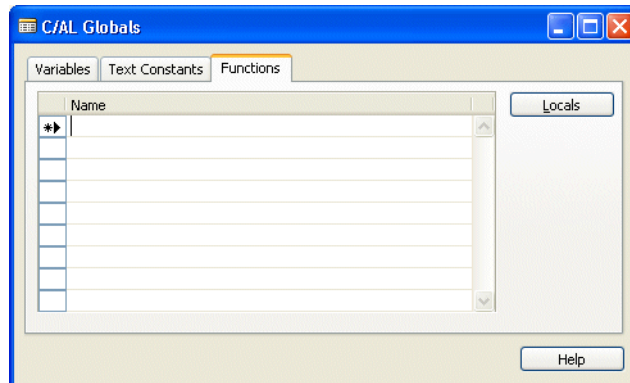 C/AL Globals
Variables Text Constants Functions
Name
Locals
Help